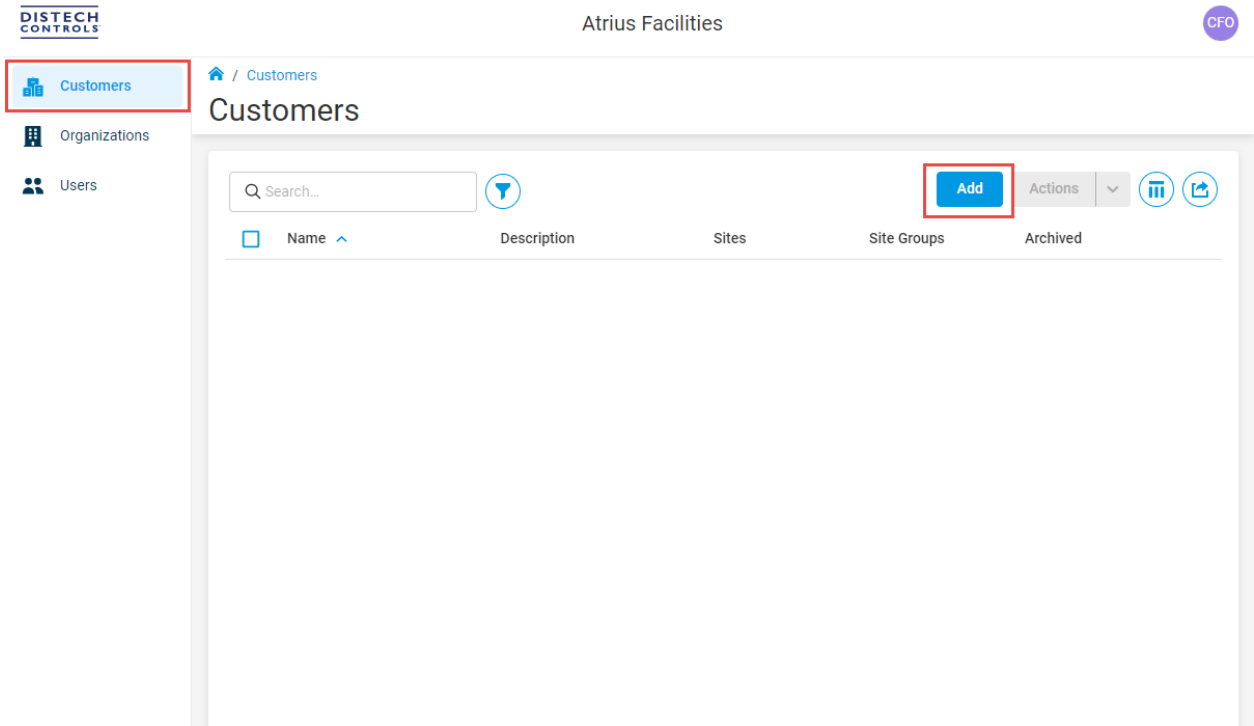 DISTECH
CONTROLS
Atrius Facilities
CFO
Customers
Organizations
Users
/ Customers
Customers
Search...
Add
Actions
Name
Description
Sites
Site Groups
Archived